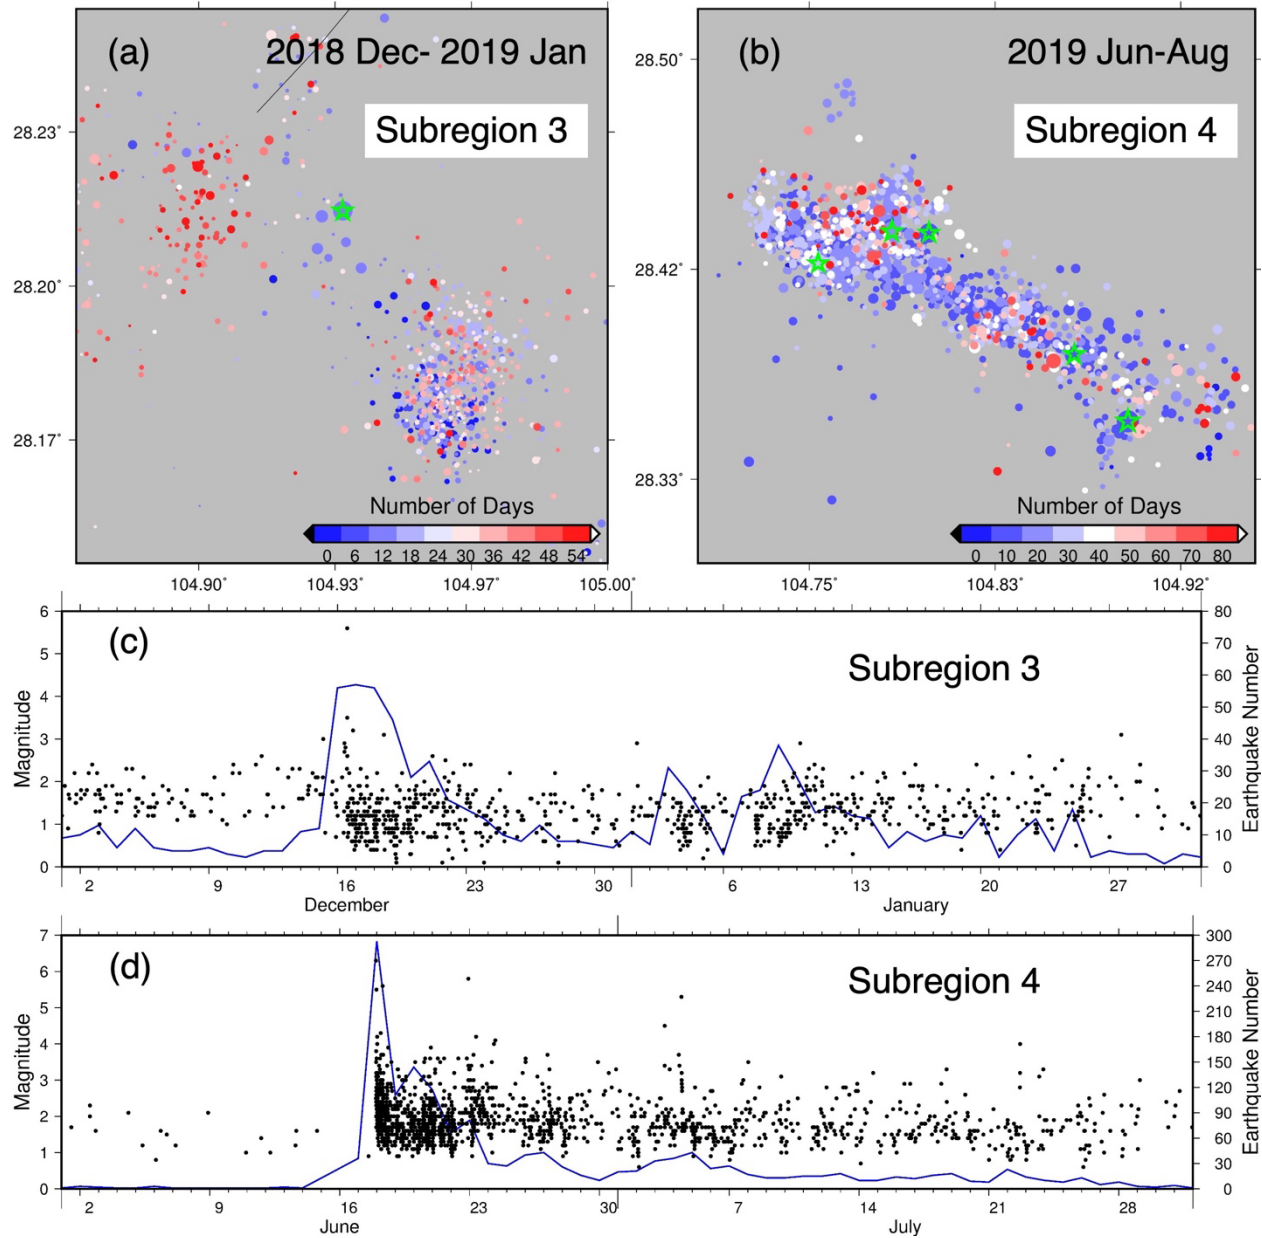 (a) 2018 Dec- 2019 Jan
Subregion 3
28.23°
28.20°
28.17°
Number of Days
0 6 12 18 24 30 36 42 48 54
104.90° 104.93° 104.97° 105.00°
(b) 2019 Jun-Aug
Subregion 4
28.50°
28.42°
28.33°
Number of Days
0 10 20 30 40 50 60 70 80
104.75° 104.83° 104.92°
(c) Subregion 3
Magnitude
6
5
4
3
2
1
0
Earthquake Number
80
70
60
50
40
30
20
10
0
2 9 16 23 30 6 13 20 27
December January
(d) Subregion 4
Magnitude
7
6
5
4
3
2
1
0
Earthquake Number
300
270
240
210
180
150
120
90
60
30
0
2 9 16 23 30 7 14 21 28
June July